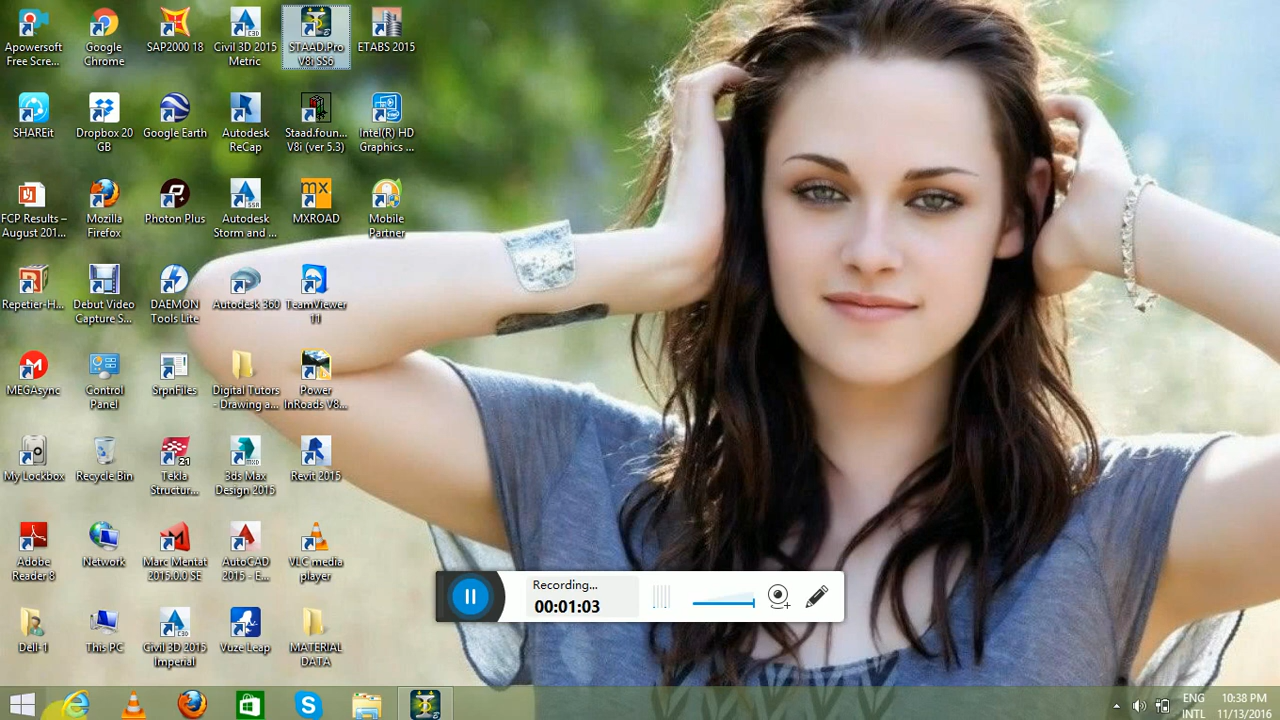 Apowersoft
Free Scre...
Google
Chrome
SAP2000 18
Civil 3D 2015
Metric
STAAD.Pro
V8i SS6
ETABS 2015
SHAREit
Dropbox 20
GB
Google Earth
Autodesk
ReCap
Staad.foun...
V8i (ver 5.3)
Intel(R) HD
Graphics ...
FCP Results –
August 201...
Mozilla
Firefox
Photon Plus
Autodesk
Storm and ...
MXROAD
Mobile
Partner
Repetier-H...
Debut Video
Capture S...
DAEMON
Tools Lite
Autodesk 360
TeamViewer
11
MEGAsync
Control
Panel
SrpnFiles
Digital Tutors
- Drawing a...
Power
InRoads V8...
My Lockbox
Recycle Bin
Tekla
Structur...
3ds Max
Design 2015
Revit 2015
Adobe
Reader 8
Network
Marc Mentat
2015.0.0 SE
AutoCAD
2015 - E...
VLC media
player
Dell-1
This PC
Civil 3D 2015
Imperial
Vuze Leap
MATERIAL
DATA
Recording...
00:01:03
ENG
INTL
10:38 PM
11/13/2016